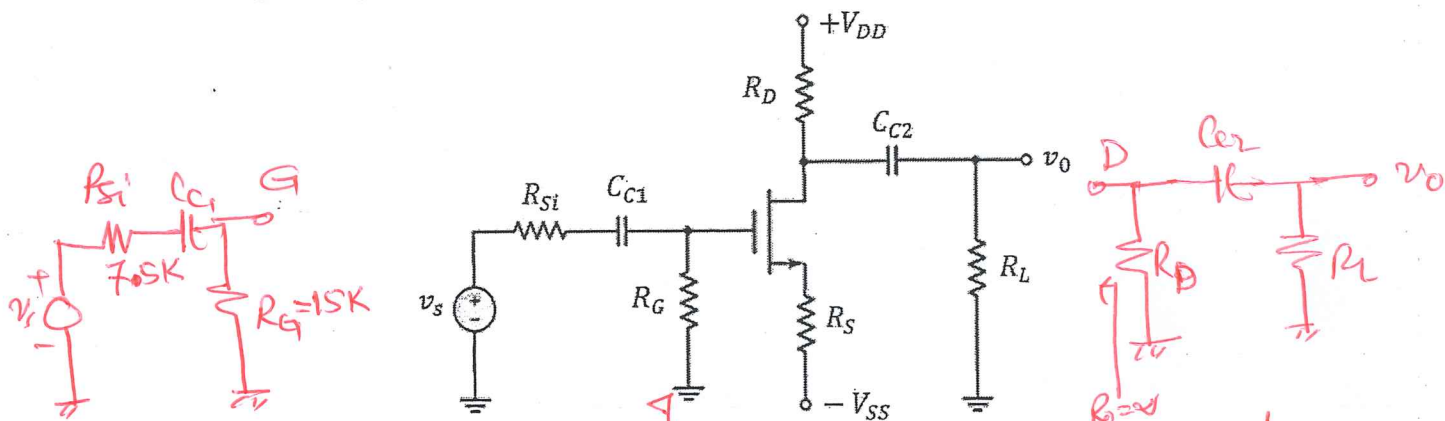 +V_DD
R_D
C_C2
v_0
R_Si
C_C1
R_G
v_s
R_S
R_L
− V_SS
R_Si
C_C1
G
7.5K
v_s
+
−
R_G=15K
D
C_C2
v_0
R_D
R_L